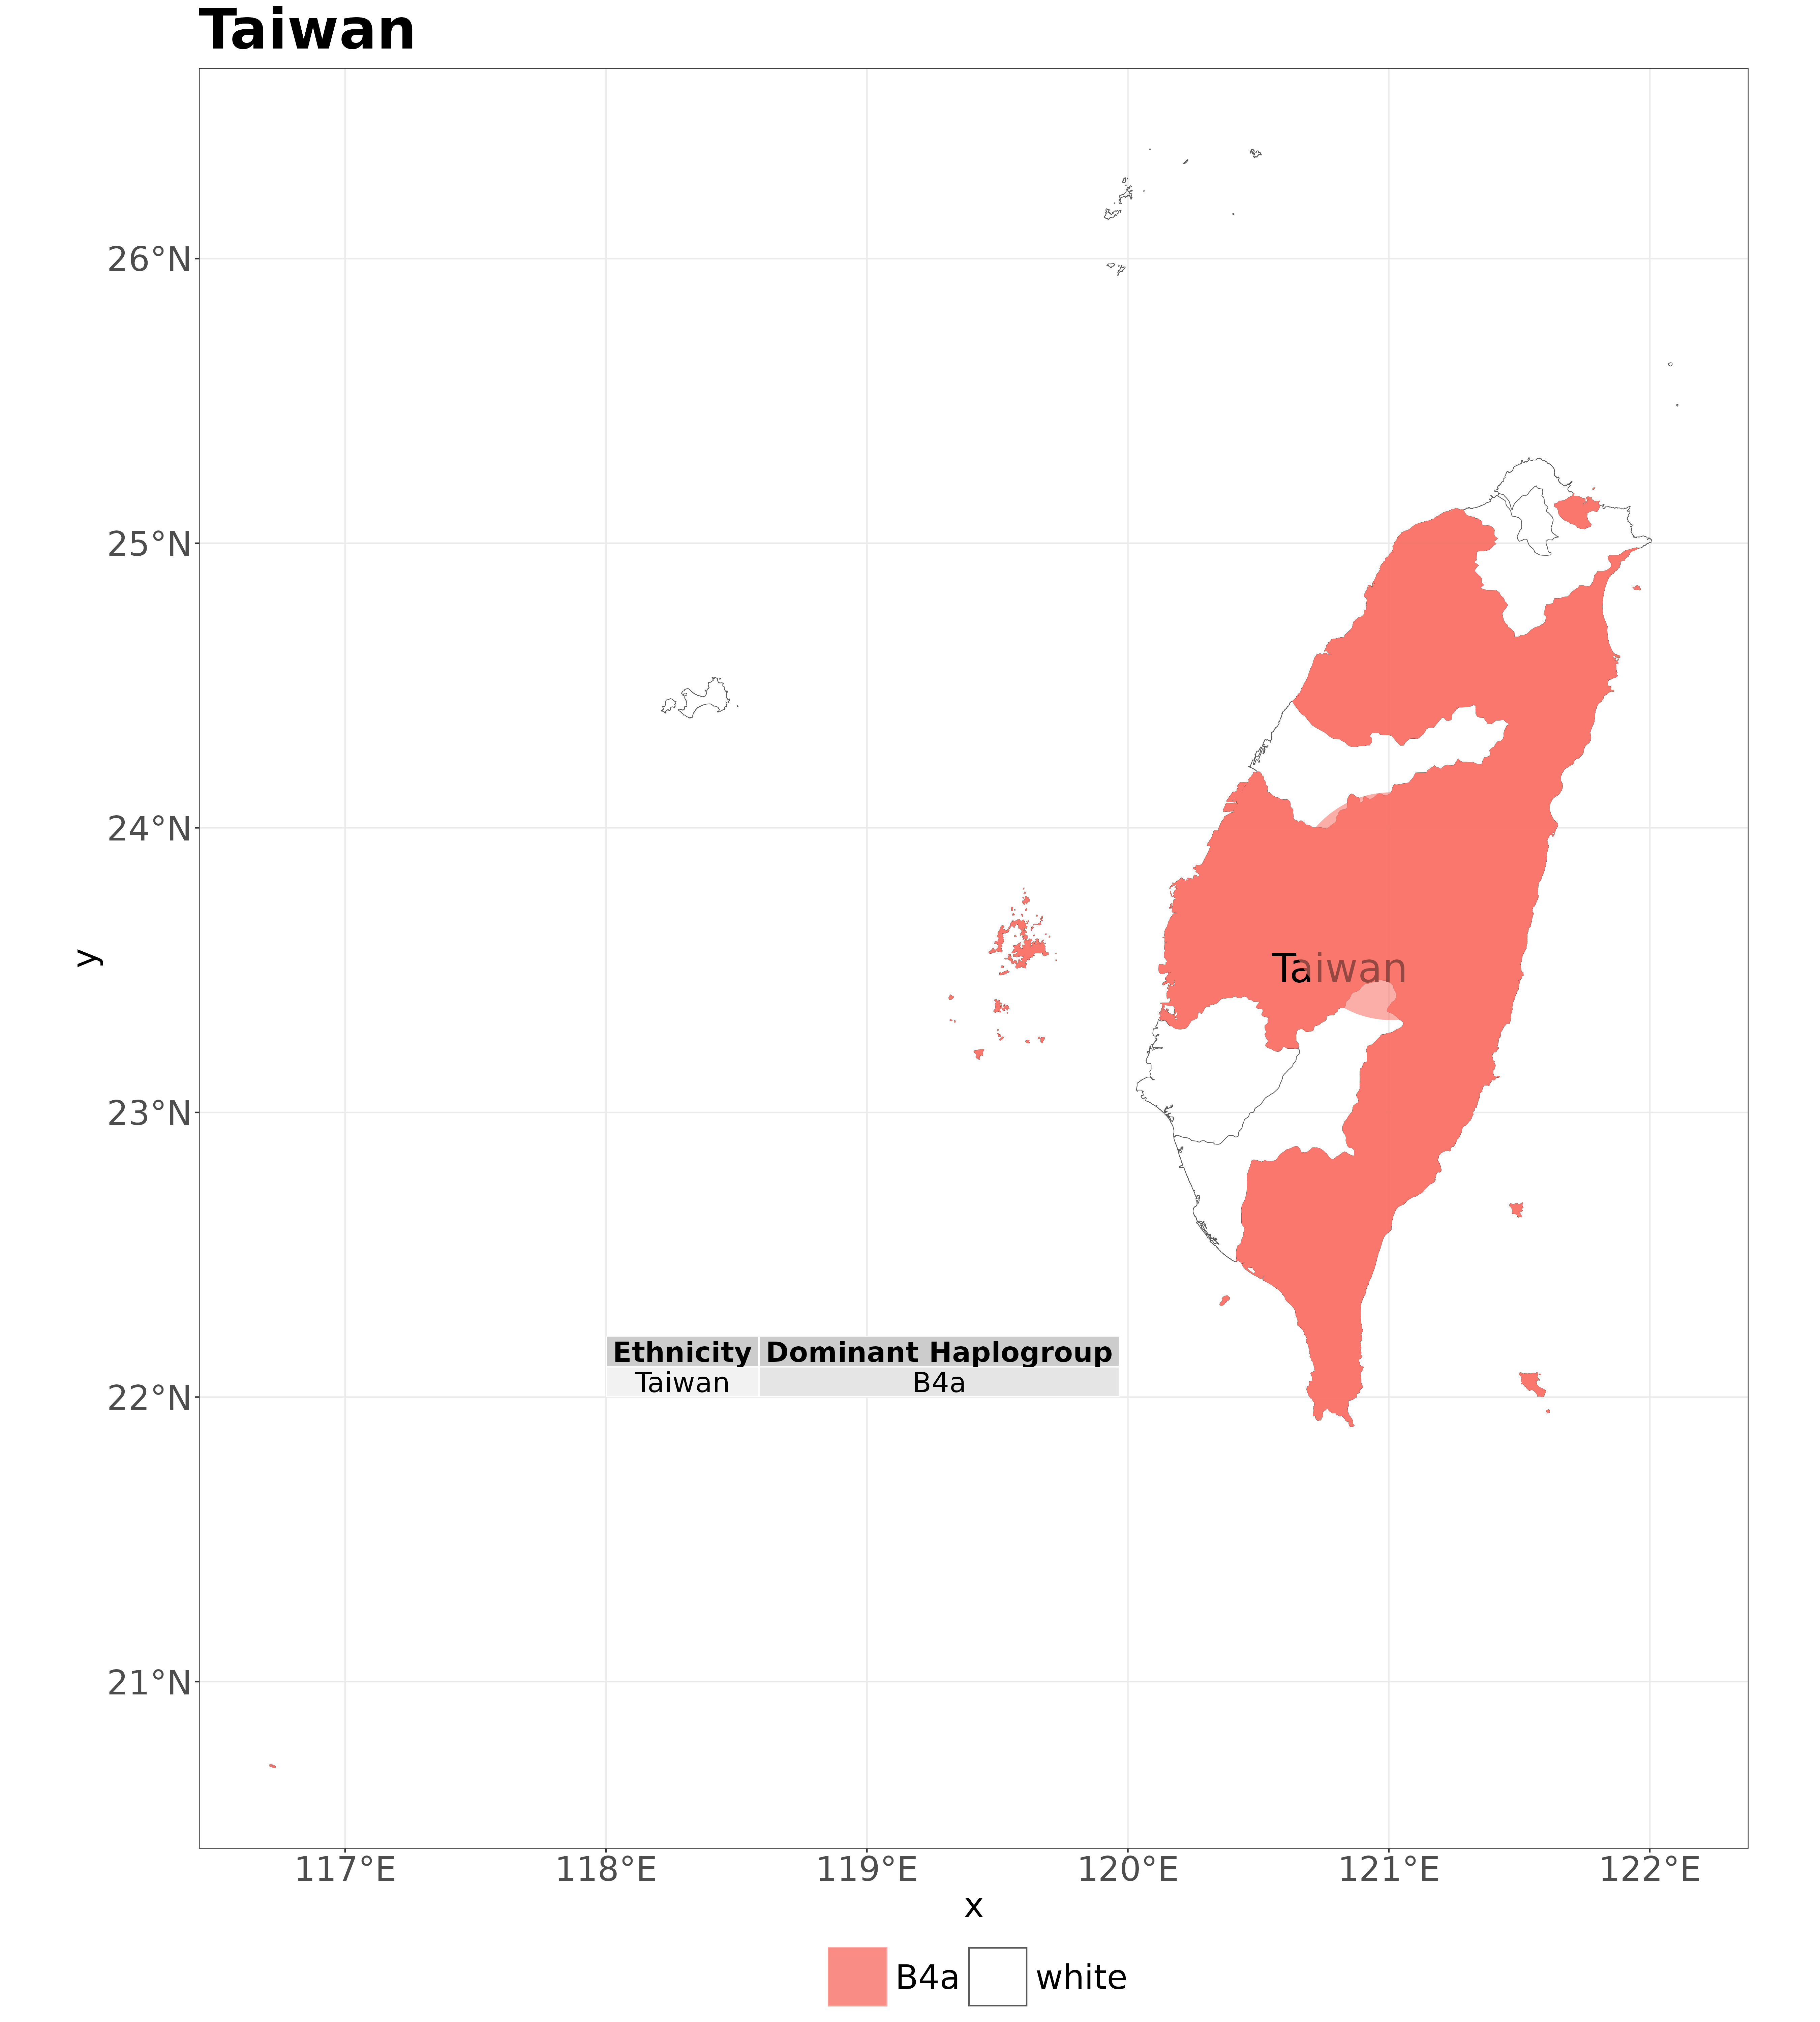 Taiwan
26°N
25°N
24°N
23°N
22°N
21°N
y
Taiwan
Ethnicity Dominant Haplogroup
Taiwan B4a
117°E 118°E 119°E 120°E 121°E 122°E
x
B4a white